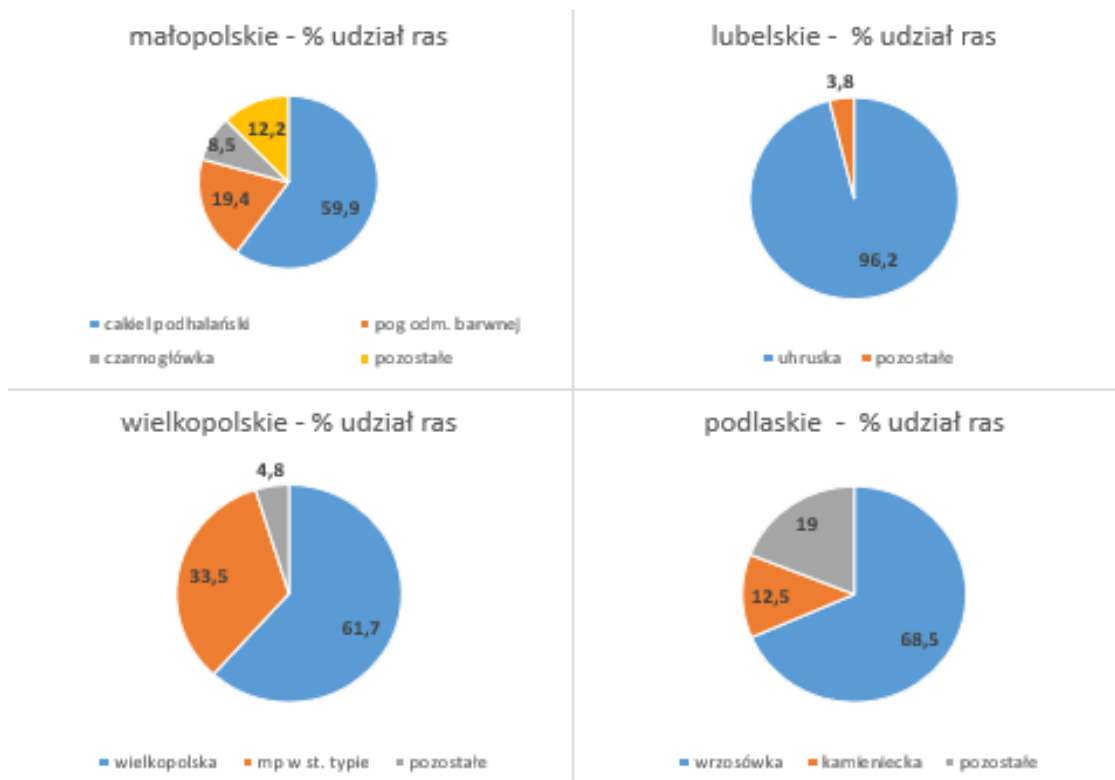 małopolskie - % udział ras
12,2
8,5
19,4
59,9
cakiel podhalański pog odm. barwnej
czarnogłówka pozostałe
lubelskie - % udział ras
3,8
96,2
uhruska pozostałe
wielkopolskie - % udział ras
4,8
33,5
61,7
wielkopolska mp w st. typie pozostałe
podlaskie - % udział ras
19
12,5
68,5
wrzosówka kamieniecka pozostałe